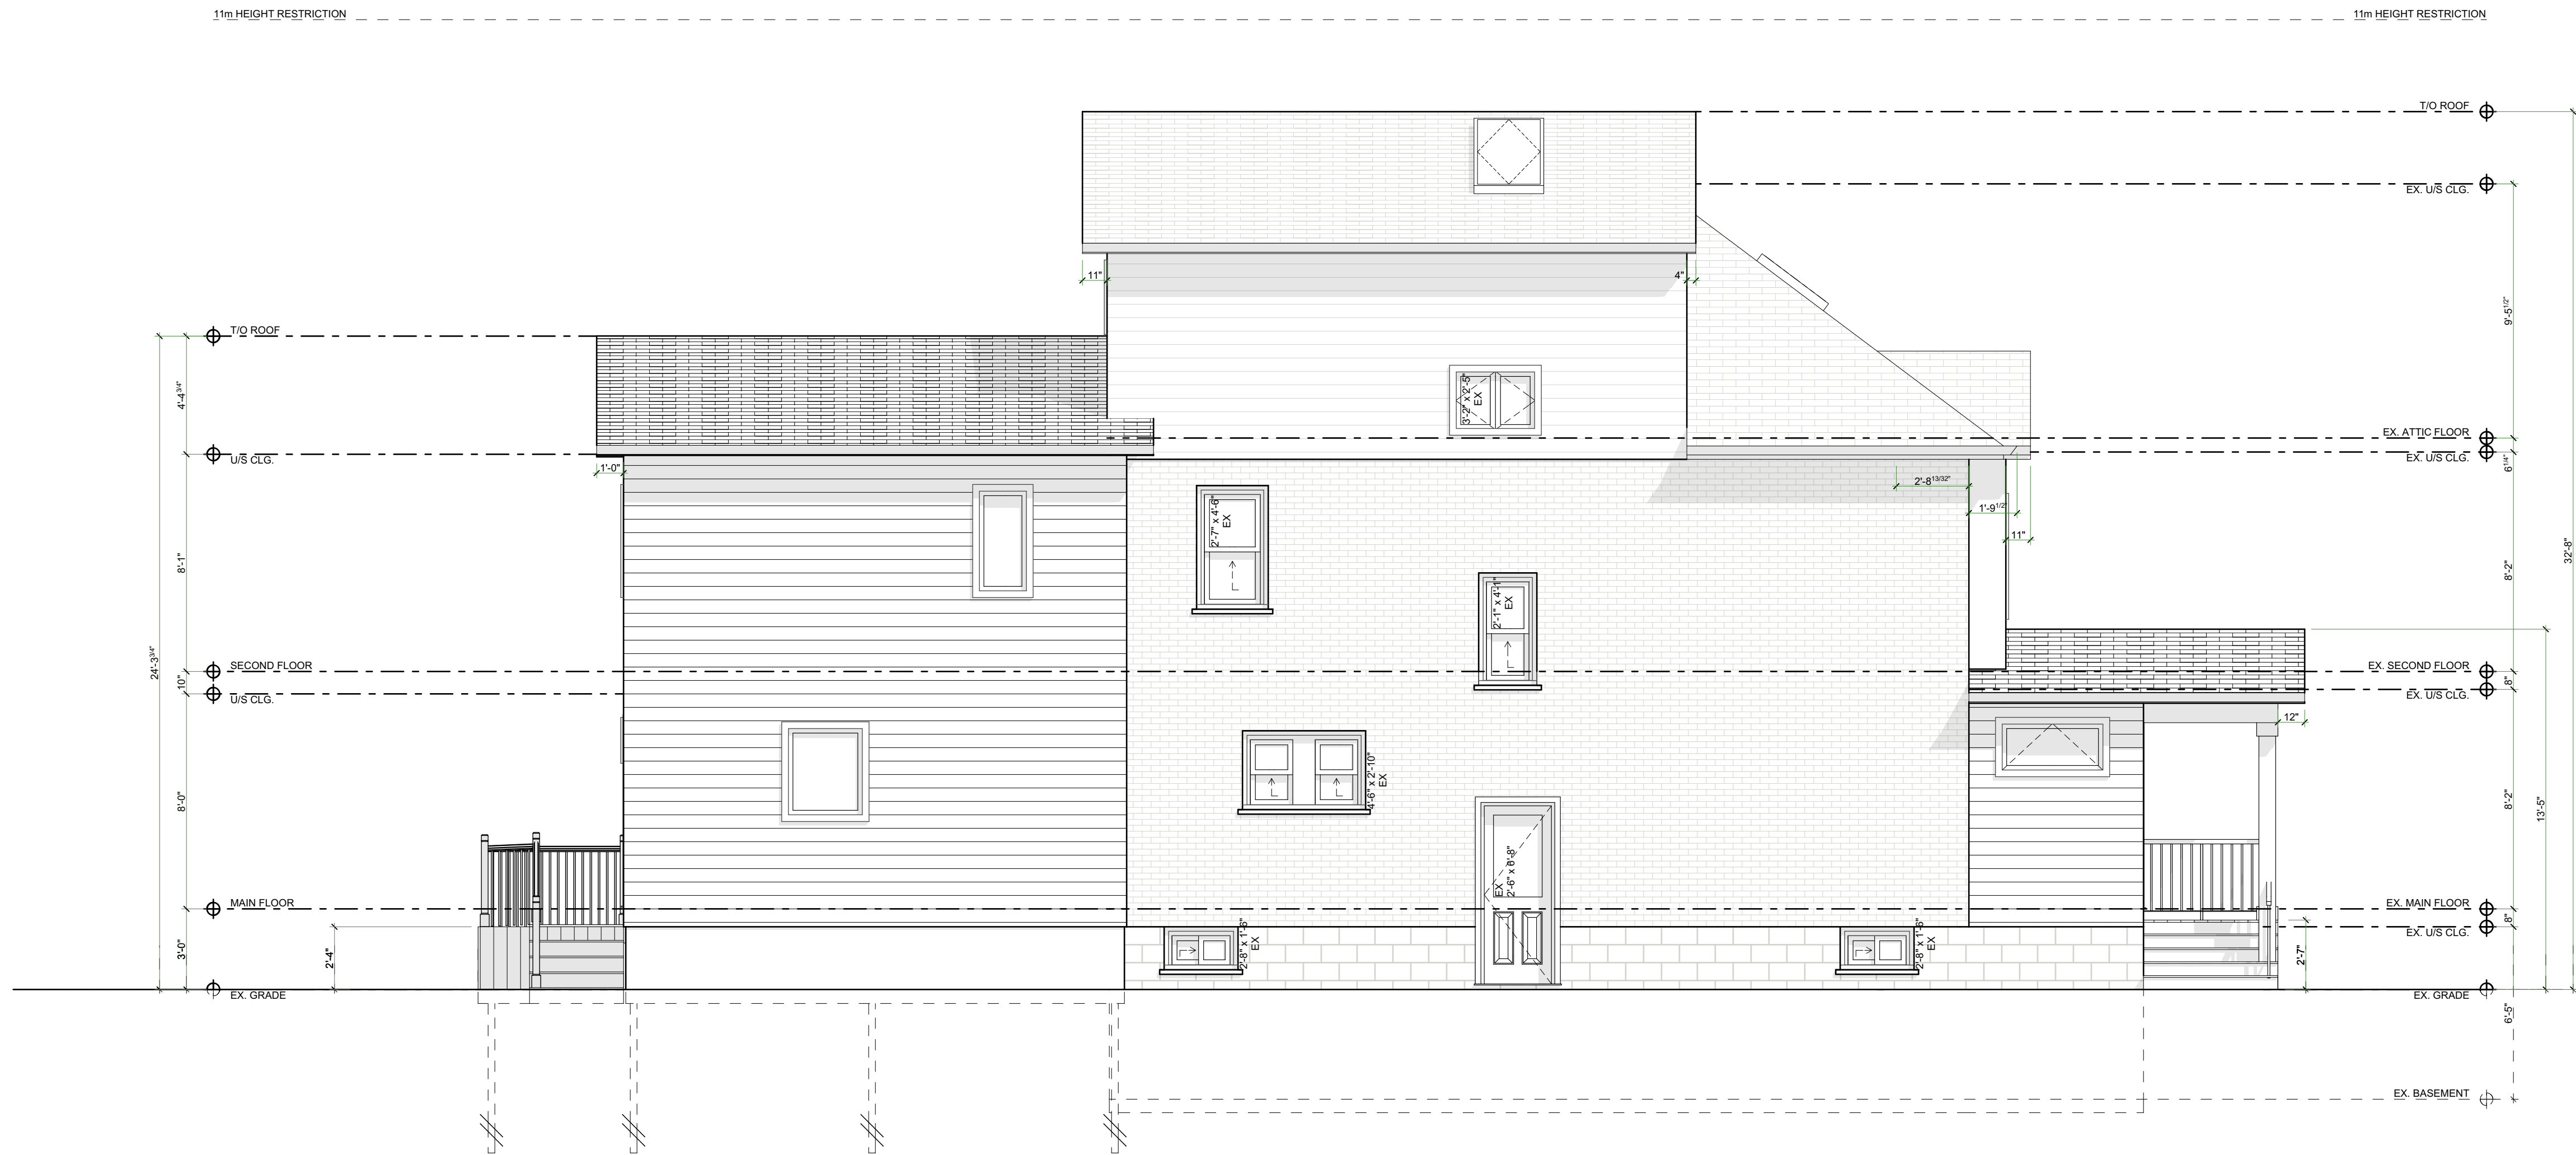 11m HEIGHT RESTRICTION
11m HEIGHT RESTRICTION
T/O ROOF
EX. U/S CLG.
11"
4"
9'-5 1/2"
T/O ROOF
4'-4 3/4"
3'-2" x 2'-5"
EX
32'-8"
EX. ATTIC FLOOR
U/S CLG.
EX. U/S CLG.
6 1/4"
1'-0"
2'-8 13/32"
1'-9 1/2"
11"
2'-7" x 4'-6"
EX
8'-1"
8'-2"
2'-1" x 4'-1"
EX
24'-3 3/4"
SECOND FLOOR
EX. SECOND FLOOR
10"
8"
U/S CLG.
EX. U/S CLG.
12"
4'-6" x 2'-10"
EX
8'-0"
8'-2"
13'-5"
EX
2'-6" x 6'-8"
MAIN FLOOR
EX. MAIN FLOOR
8"
EX. U/S CLG.
2'-8" x 1'-6"
EX
2'-8" x 1'-6"
EX
3'-0"
2'-4"
2'-7"
EX. GRADE
EX. GRADE
6'-5"
EX. BASEMENT